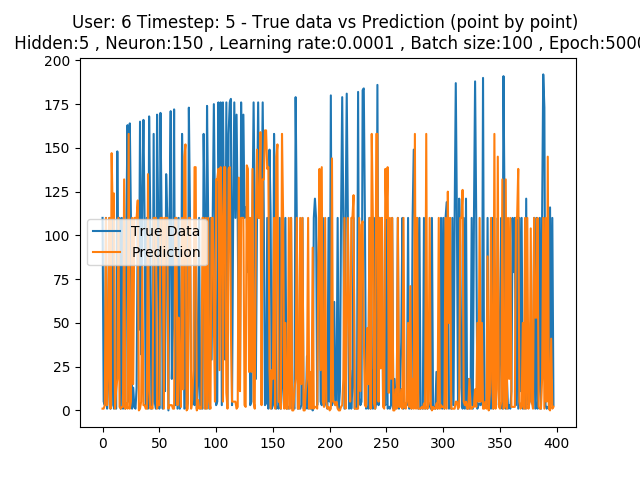 User: 6 Timestep: 5 - True data vs Prediction (point by point)
Hidden:5 , Neuron:150 , Learning rate:0.0001 , Batch size:100 , Epoch:5000
200
175
150
125
100
75
50
25
0
True Data
Prediction
0 50 100 150 200 250 300 350 400